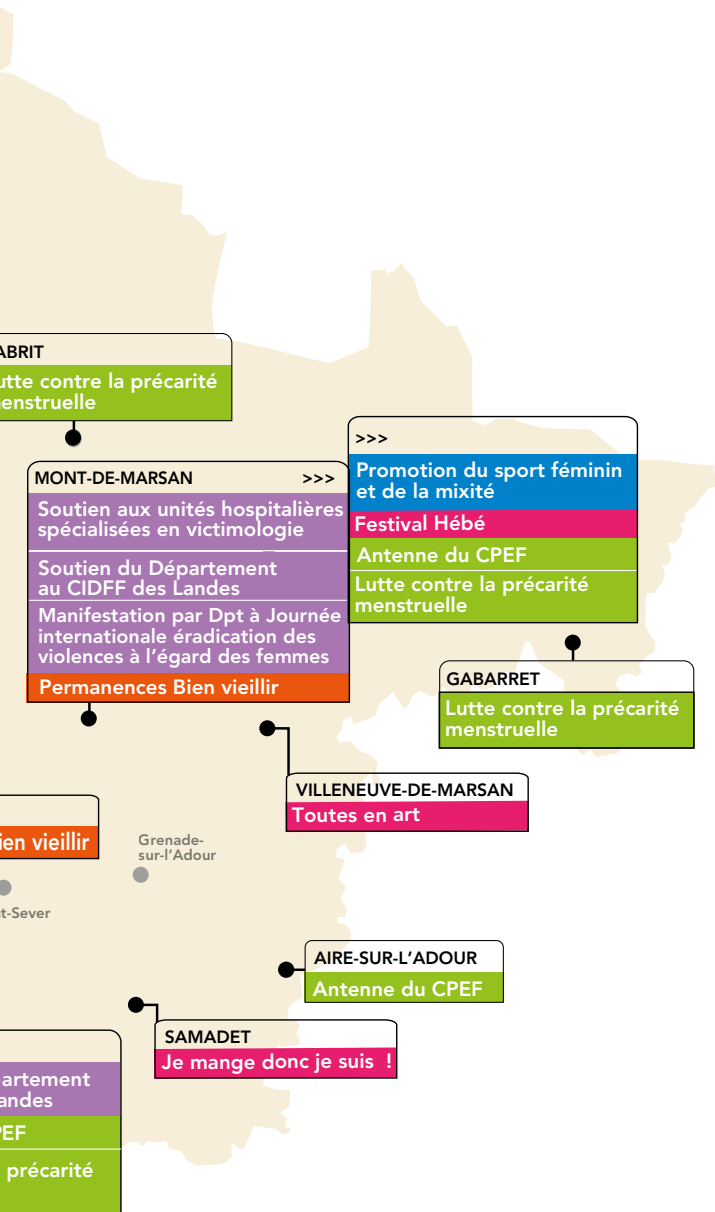 ABRIT
utte contre la précarité
enstruelle
>>>
Promotion du sport féminin
et de la mixité
Festival Hébé
Antenne du CPEF
Lutte contre la précarité
menstruelle
MONT-DE-MARSAN >>>
Soutien aux unités hospitalières
spécialisées en victimologie
Soutien du Département
au CIDFF des Landes
Manifestation par Dpt à Journée
internationale éradication des
violences à l'égard des femmes
Permanences Bien vieillir
GABARRET
Lutte contre la précarité
menstruelle
VILLENEUVE-DE-MARSAN
Toutes en art
ien vieillir
Grenade-
sur-l'Adour
t-Sever
AIRE-SUR-L'ADOUR
Antenne du CPEF
SAMADET
Je mange donc je suis !
artement
andes
PEF
précarité